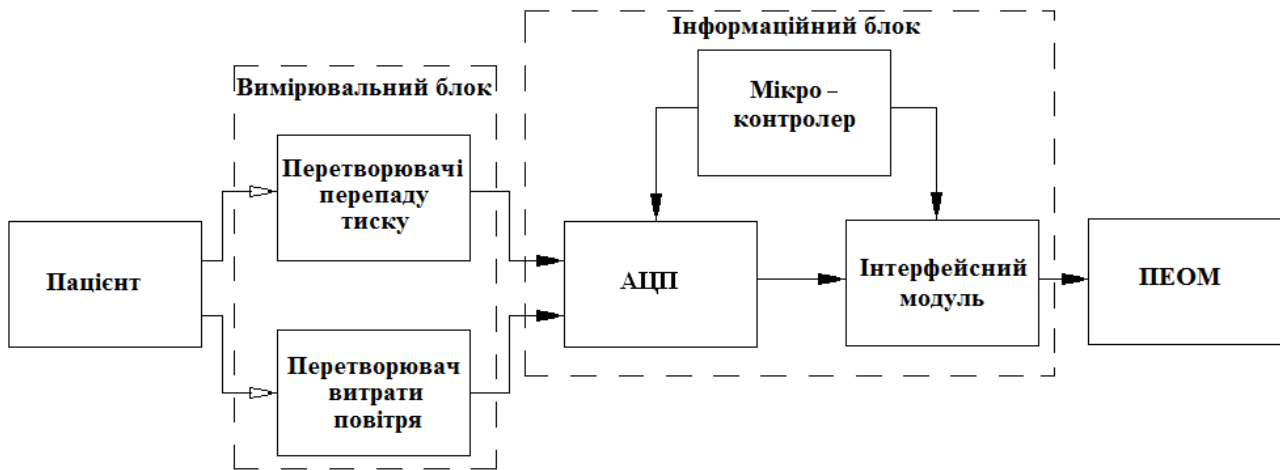 Інформаційний блок
Вимірювальний блок
Мікро –
контролер
Перетворювачі
перепаду
тиску
Пацієнт
АЦП
Інтерфейсний
модуль
ПЕОМ
Перетворювач
витрати
повітря